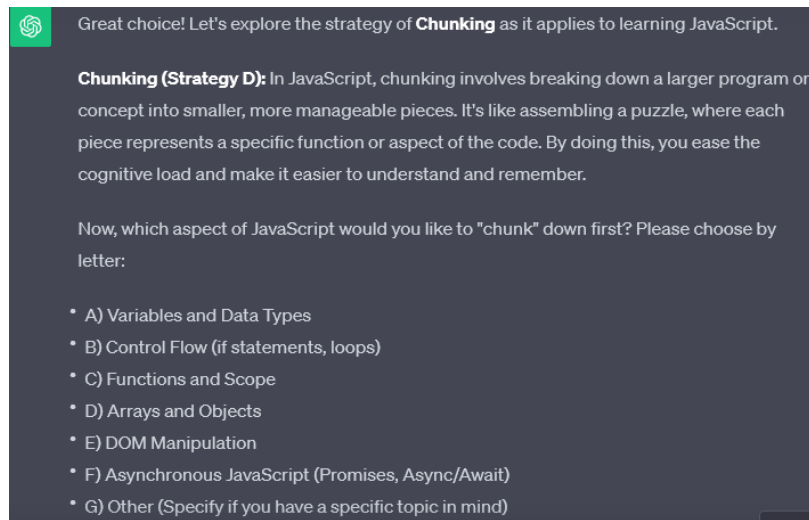 Great choice! Let's explore the strategy of Chunking as it applies to learning JavaScript.
Chunking (Strategy D): In JavaScript, chunking involves breaking down a larger program or
concept into smaller, more manageable pieces. It's like assembling a puzzle, where each
piece represents a specific function or aspect of the code. By doing this, you ease the
cognitive load and make it easier to understand and remember.
Now, which aspect of JavaScript would you like to "chunk" down first? Please choose by
letter:
• A) Variables and Data Types
• B) Control Flow (if statements, loops)
• C) Functions and Scope
• D) Arrays and Objects
• E) DOM Manipulation
• F) Asynchronous JavaScript (Promises, Async/Await)
• G) Other (Specify if you have a specific topic in mind)